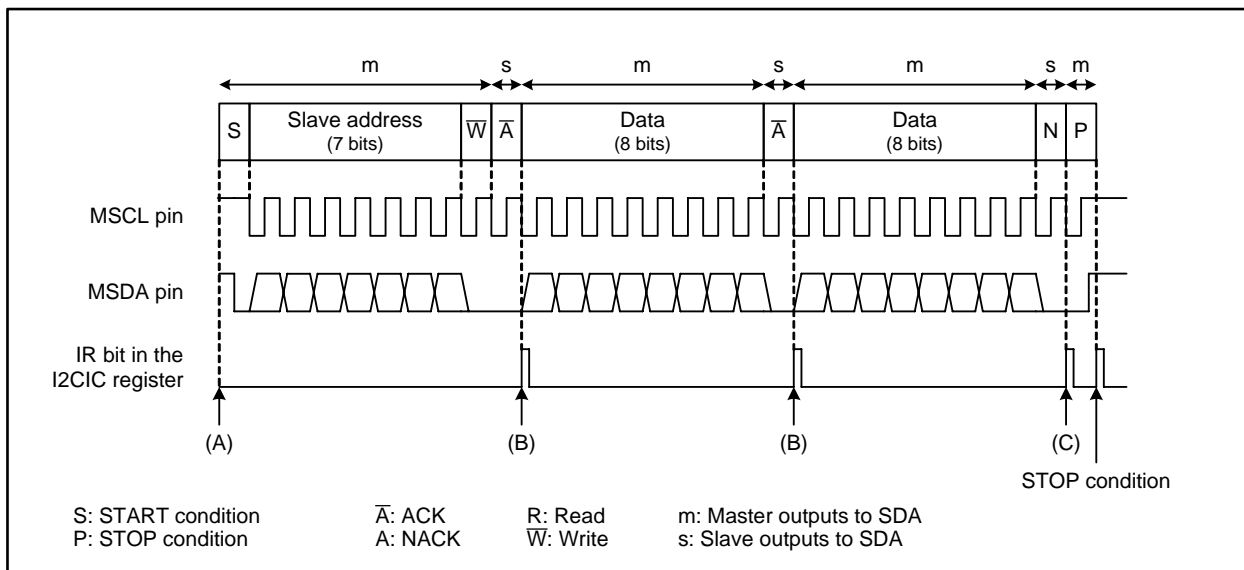 m s m s m s m
S Slave address (7 bits) W̅ A̅ Data (8 bits) A̅ Data (8 bits) N P
MSCL pin
MSDA pin
IR bit in the
I2CIC register
(A) (B) (B) (C)
STOP condition
S: START condition A̅: ACK R: Read m: Master outputs to SDA
P: STOP condition A: NACK W̅: Write s: Slave outputs to SDA